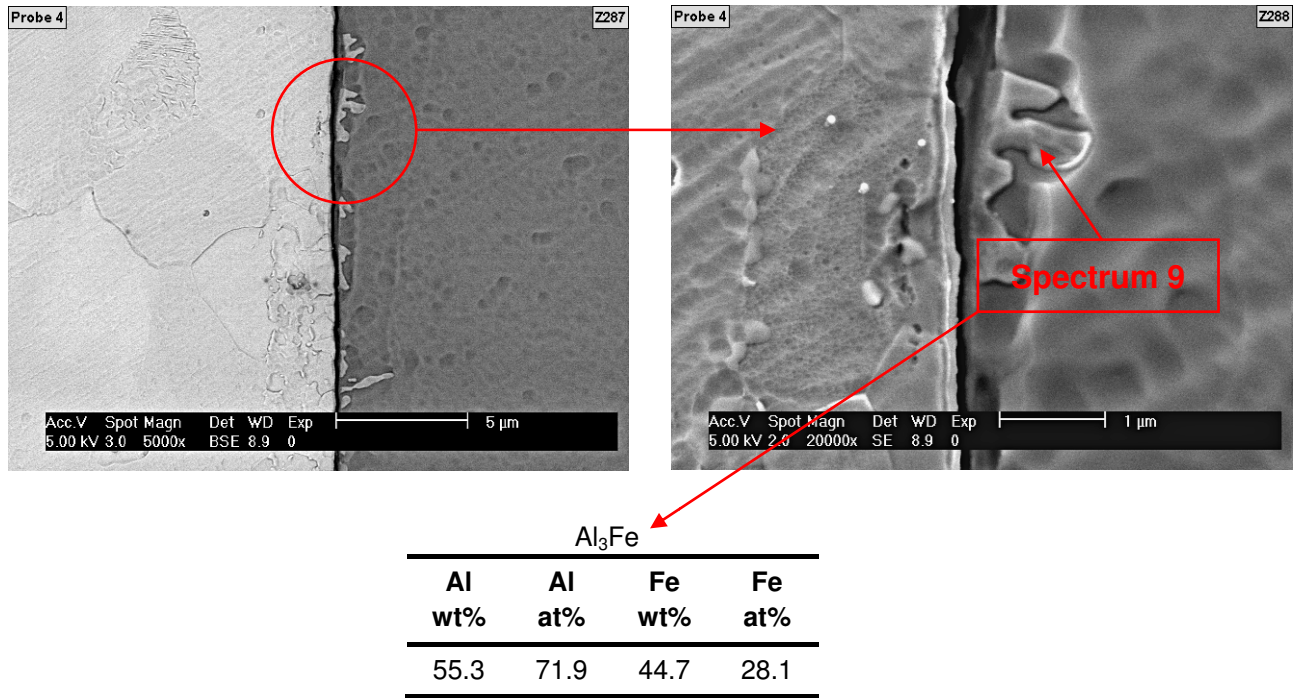 Probe 4
Z287
Acc.V Spot Magn Det WD Exp
5.00 kV 3.0 5000x BSE 8.9 0
5 µm
Probe 4
Z288
Spectrum 9
Acc.V Spot Magn Det WD Exp
5.00 kV 2.0 20000x SE 8.9 0
1 µm
Al₃Fe
Al Al Fe Fe
wt% at% wt% at%
55.3 71.9 44.7 28.1